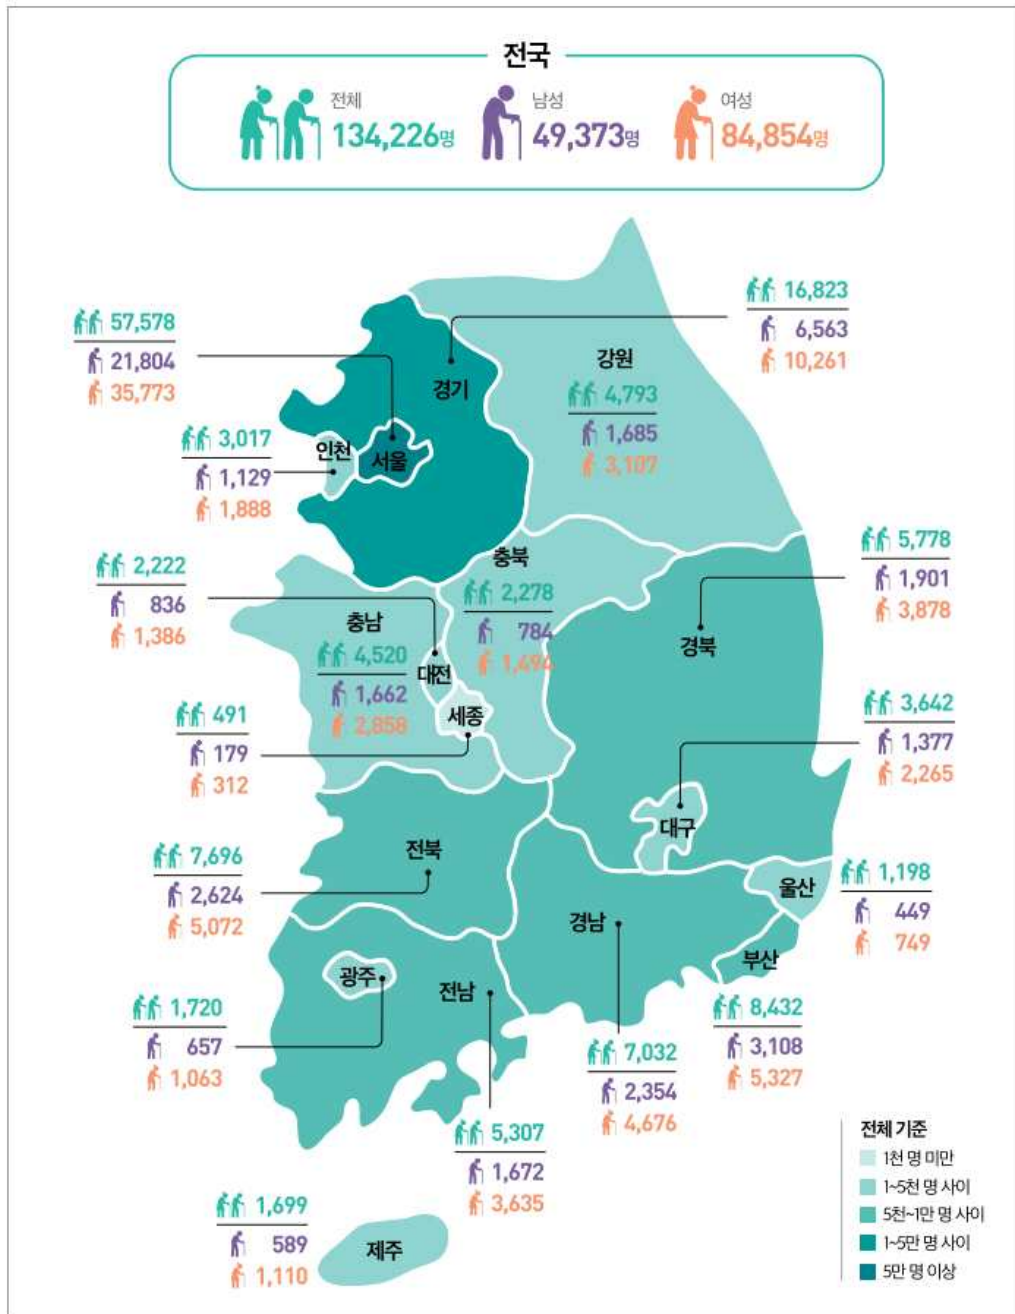 전국
전체
134,226명
남성
49,373명
여성
84,854명
16,823
6,563
10,261
57,578
21,804
35,773
경기
강원
4,793
1,685
3,107
3,017
1,129
1,888
인천
서울
5,778
1,901
3,878
2,222
836
1,386
충북
2,278
784
1,494
충남
4,520
1,662
2,858
대전
세종
경북
491
179
312
3,642
1,377
2,265
대구
7,696
2,624
5,072
전북
울산
1,198
449
749
경남
부산
광주
전남
1,720
657
1,063
8,432
3,108
5,327
7,032
2,354
4,676
5,307
1,672
3,635
1,699
589
1,110
제주
전체 기준
1천 명 미만
1~5천 명 사이
5천~1만 명 사이
1~5만 명 사이
5만 명 이상